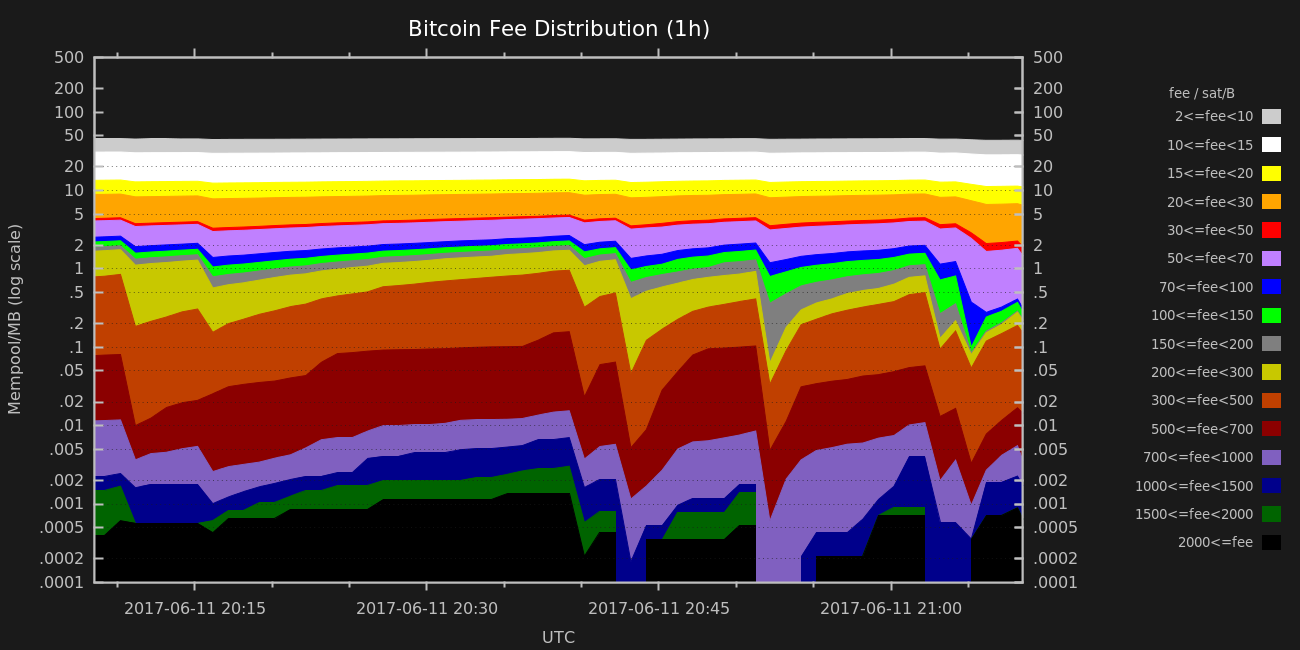 Bitcoin Fee Distribution (1h)
500
200
100
50
20
10
5
2
1
.5
.2
.1
.05
.02
.01
.005
.002
.001
.0005
.0002
.0001
Mempool/MB (log scale)
500
200
100
50
20
10
5
2
1
.5
.2
.1
.05
.02
.01
.005
.002
.001
.0005
.0002
.0001
2017-06-11 20:15
2017-06-11 20:30
2017-06-11 20:45
2017-06-11 21:00
UTC
fee / sat/B
2<=fee<10
10<=fee<15
15<=fee<20
20<=fee<30
30<=fee<50
50<=fee<70
70<=fee<100
100<=fee<150
150<=fee<200
200<=fee<300
300<=fee<500
500<=fee<700
700<=fee<1000
1000<=fee<1500
1500<=fee<2000
2000<=fee